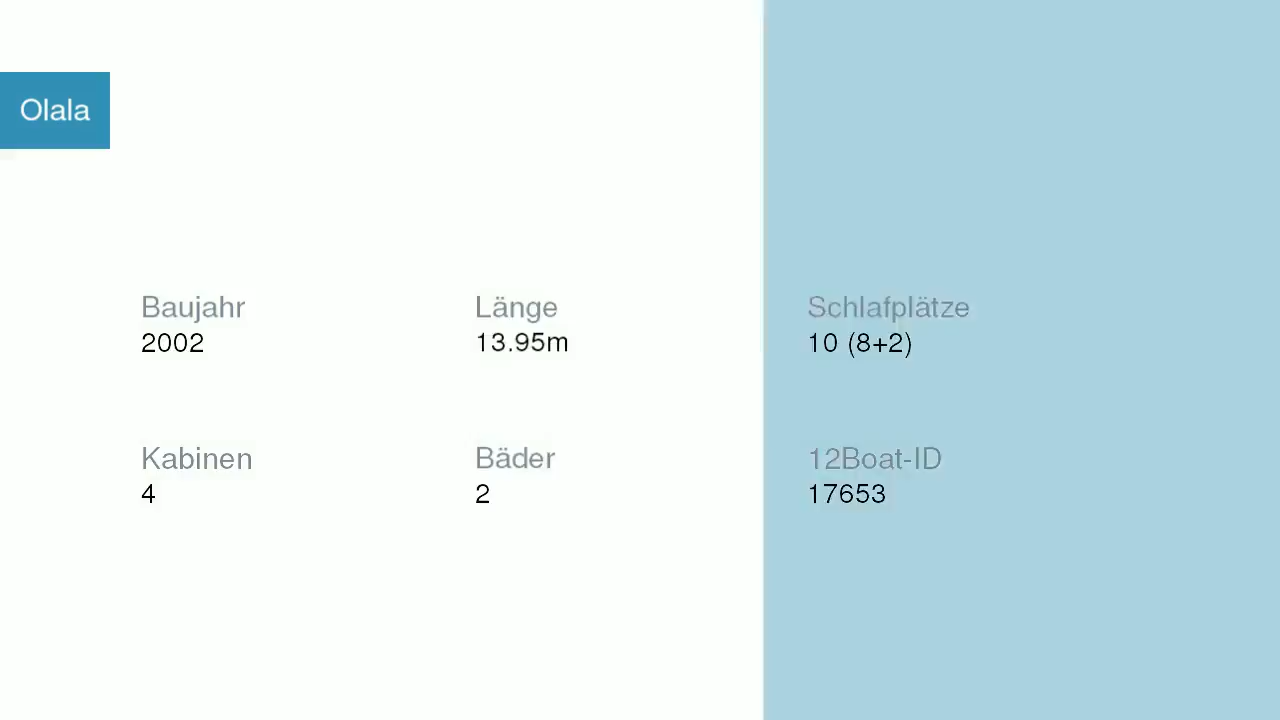 Olala
Baujahr
2002
Länge
13.95m
Schlafplätze
10 (8+2)
Kabinen
4
Bäder
2
12Boat-ID
17653